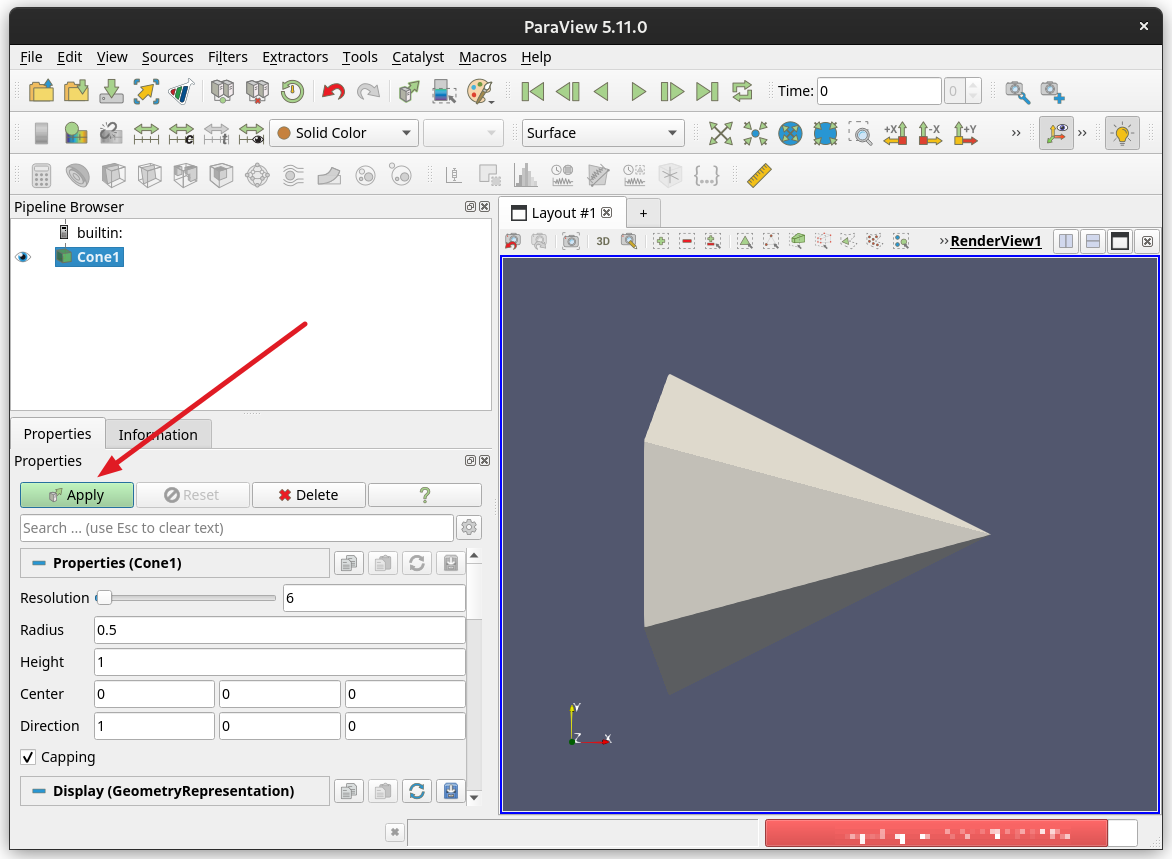 ParaView 5.11.0
File Edit View Sources Filters Extractors Tools Catalyst Macros Help
Time: 0 0
Solid Color Surface +X -X +Y
Pipeline Browser
builtin:
Cone1
Layout #1 +
3D RenderView1
Properties Information
Properties
Apply Reset Delete ?
Search ... (use Esc to clear text)
Properties (Cone1)
Resolution 6
Radius 0.5
Height 1
Center 0 0 0
Direction 1 0 0
Capping
Display (GeometryRepresentation)
Y
Z X